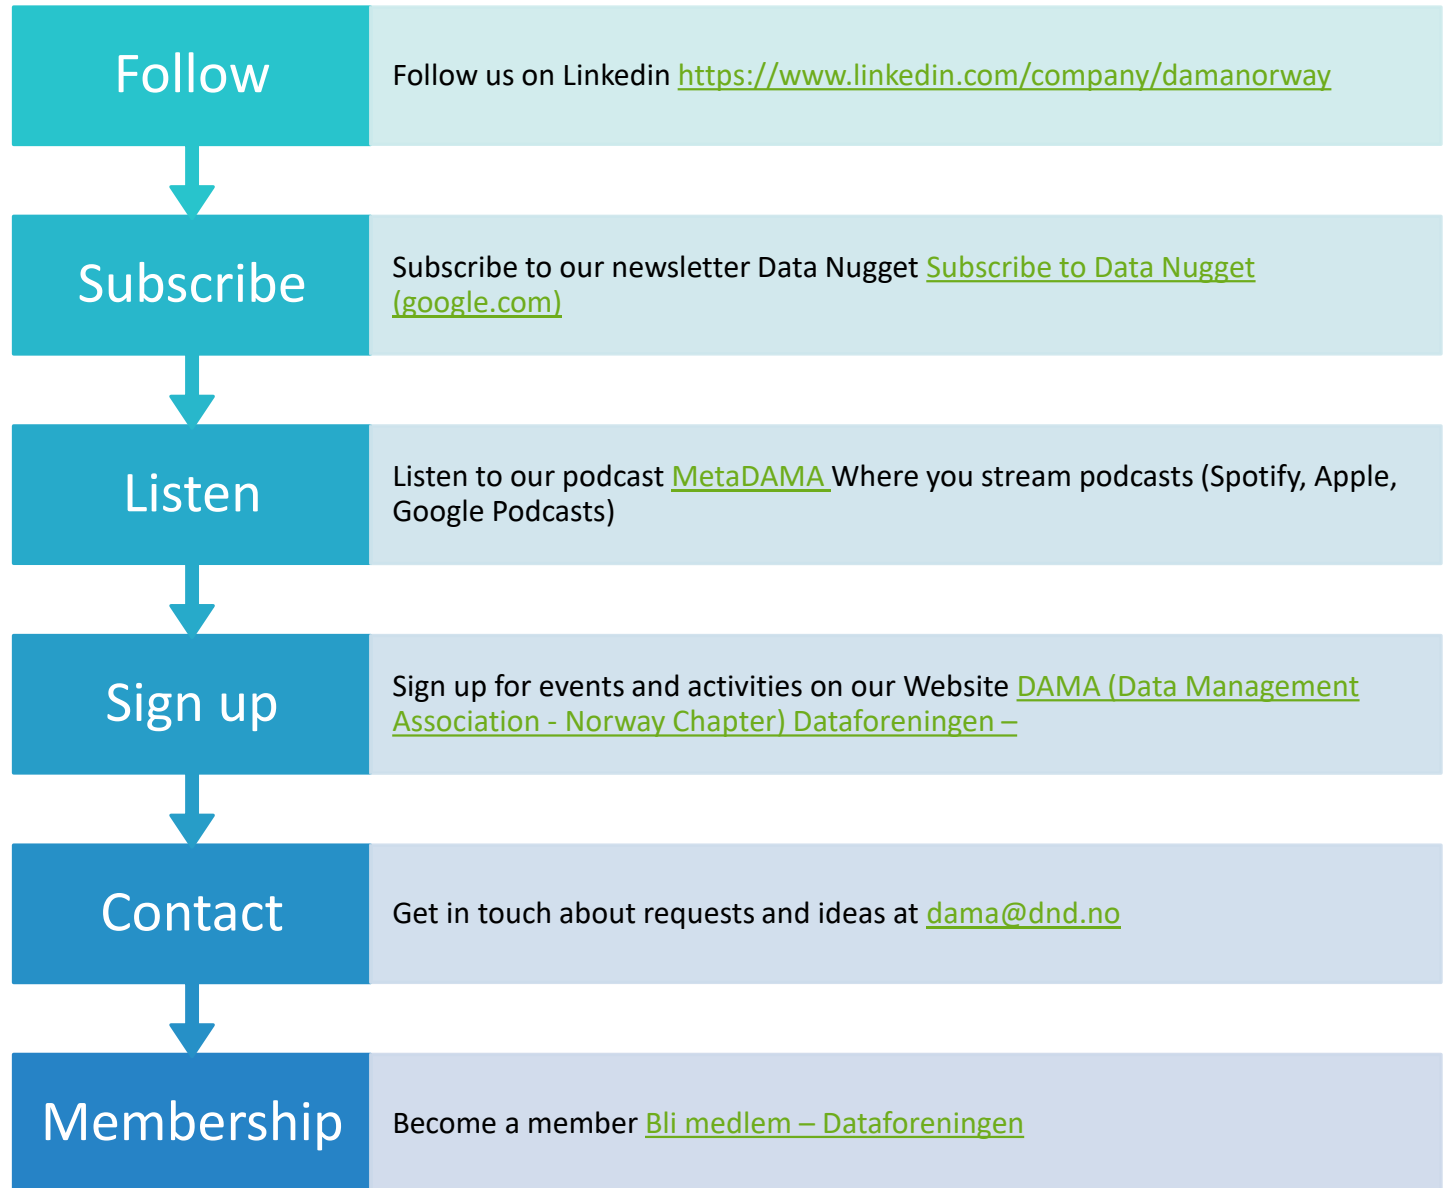 Follow
Follow us on Linkedin https://www.linkedin.com/company/damanorway
Subscribe
Subscribe to our newsletter Data Nugget Subscribe to Data Nugget
(google.com)
Listen
Listen to our podcast MetaDAMA Where you stream podcasts (Spotify, Apple,
Google Podcasts)
Sign up
Sign up for events and activities on our Website DAMA (Data Management
Association - Norway Chapter) Dataforeningen –
Contact
Get in touch about requests and ideas at dama@dnd.no
Membership
Become a member Bli medlem – Dataforeningen